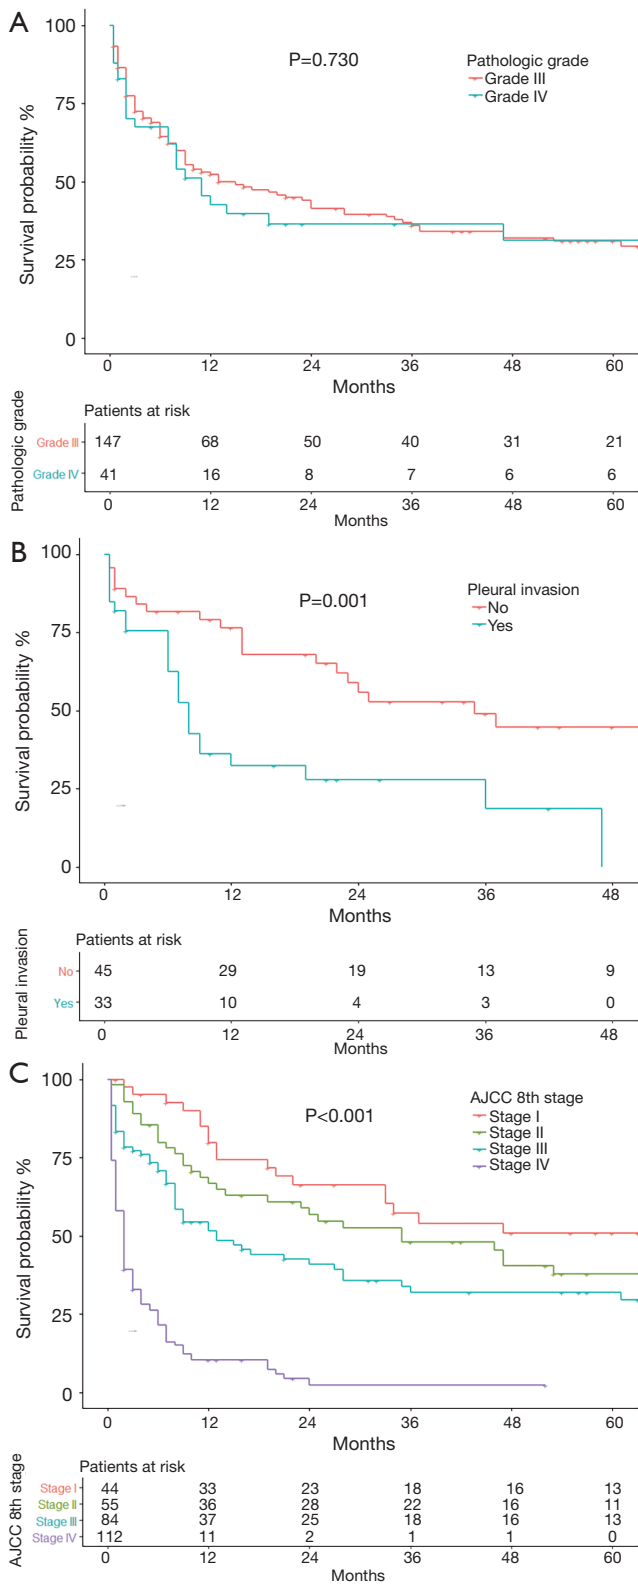 A
P=0.730
Pathologic grade
Grade III
Grade IV
Survival probability %
100
75
50
25
0
0 12 24 36 48 60
Months
Pathologic grade
Patients at risk
Grade III 147 68 50 40 31 21
Grade IV 41 16 8 7 6 6
0 12 24 36 48 60
Months
B
P=0.001
Pleural invasion
No
Yes
Survival probability %
100
75
50
25
0
0 12 24 36 48
Months
Pleural invasion
Patients at risk
No 45 29 19 13 9
Yes 33 10 4 3 0
0 12 24 36 48
Months
C
P<0.001
AJCC 8th stage
Stage I
Stage II
Stage III
Stage IV
Survival probability %
100
75
50
25
0
0 12 24 36 48 60
Months
AJCC 8th stage
Patients at risk
Stage I 44 33 23 18 16 13
Stage II 55 36 28 22 16 11
Stage III 84 37 25 18 16 13
Stage IV 112 11 2 1 1 0
0 12 24 36 48 60
Months